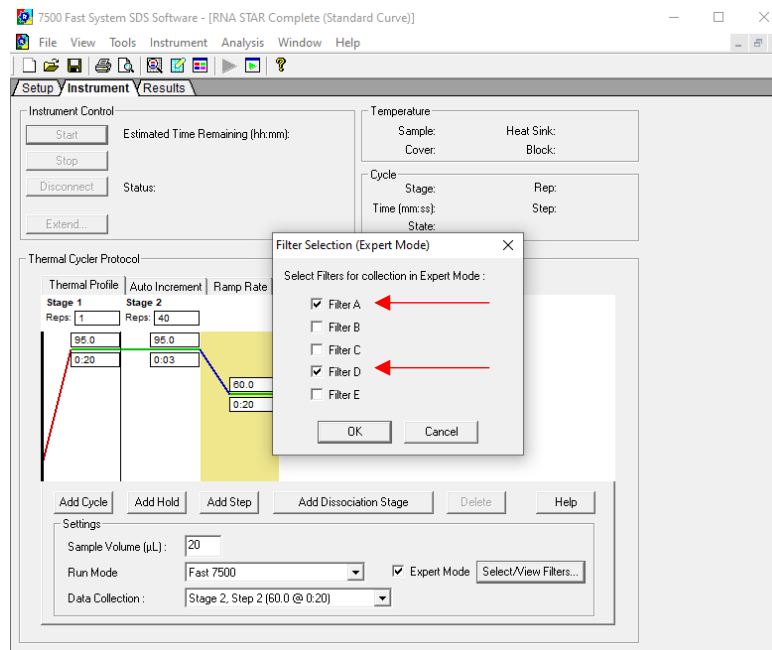 7500 Fast System SDS Software - [RNA STAR Complete (Standard Curve)]
File View Tools Instrument Analysis Window Help
Setup Instrument Results
Instrument Control
Start Estimated Time Remaining (hh:mm):
Stop
Disconnect Status:
Extend...
Temperature
Sample: Heat Sink:
Cover: Block:
Cycle
Stage: Rep:
Time (mm:ss): Step:
State:
Thermal Cycler Protocol
Thermal Profile Auto Increment Ramp Rate
Stage 1 Stage 2
Reps: 1 Reps: 40
95.0 95.0
0:20 0:03
60.0
0:20
Filter Selection (Expert Mode)
Select Filters for collection in Expert Mode :
Filter A
Filter B
Filter C
Filter D
Filter E
OK Cancel
Add Cycle Add Hold Add Step Add Dissociation Stage Delete Help
Settings
Sample Volume (µL) : 20
Run Mode Fast 7500 Expert Mode Select/View Filters...
Data Collection : Stage 2, Step 2 (60.0 @ 0:20)